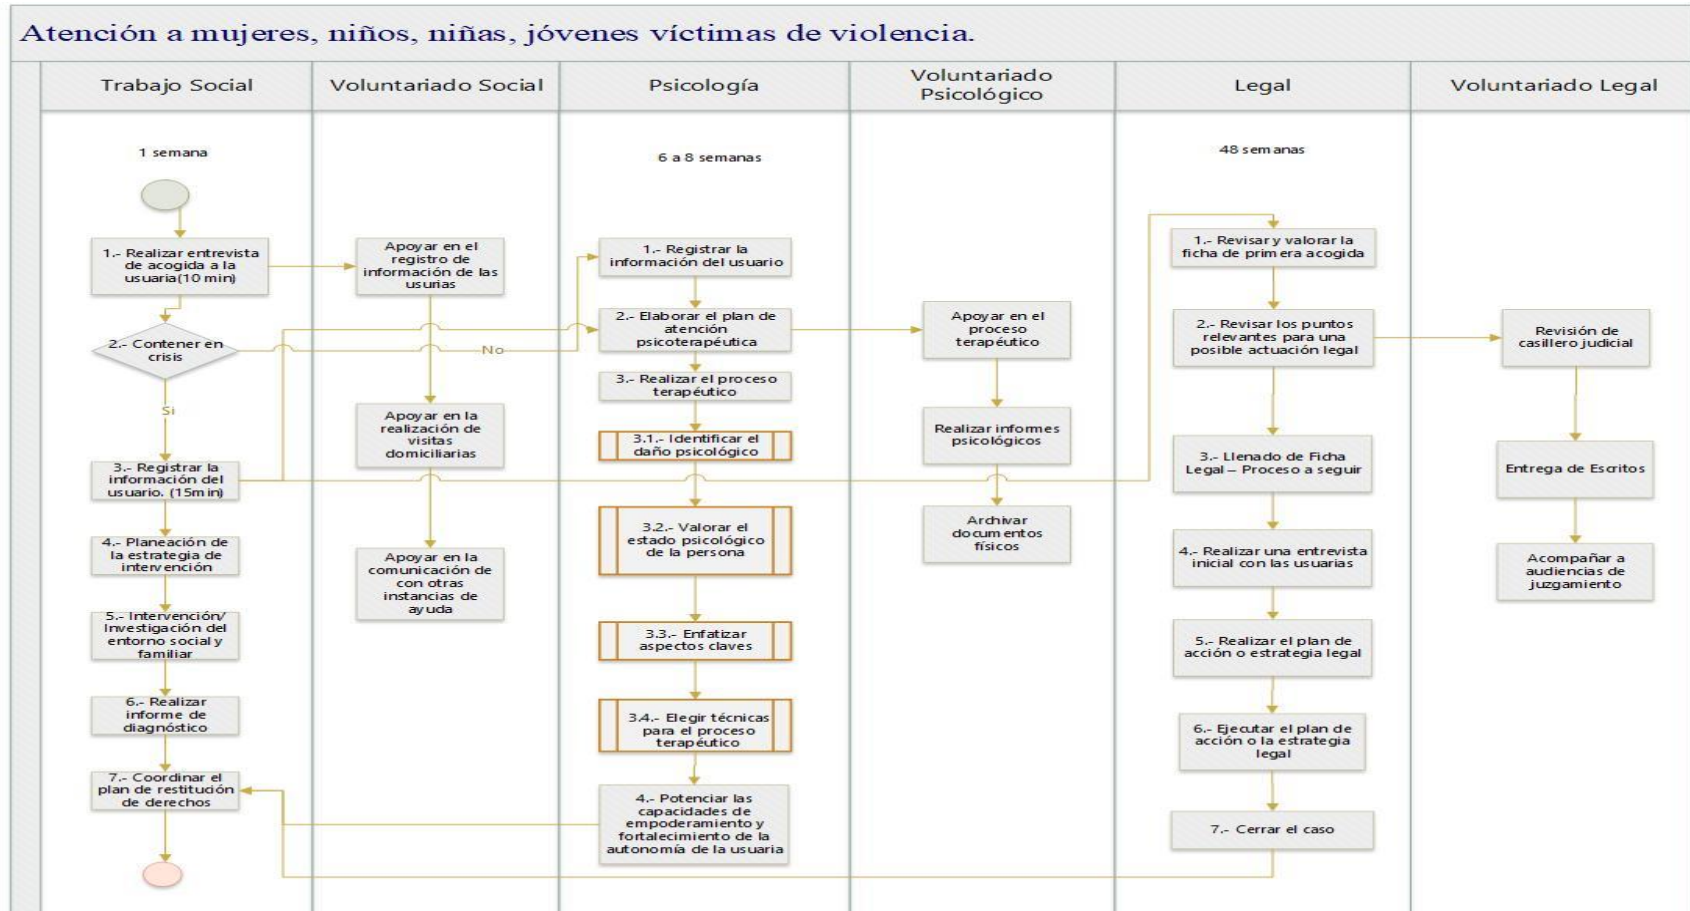 Atención a mujeres, niños, niñas, jóvenes víctimas de violencia.
Trabajo Social
Voluntariado Social
Psicología
Voluntariado
Psicológico
Legal
Voluntariado Legal
1 semana
1.- Realizar entrevista
de acogida a la
usuaria(10 min)
2.- Contener en
crisis
Si
No
3.- Registrar la
información del
usuario. (15min)
4.- Planeación de
la estrategia de
intervención
5.- Intervención/
Investigación del
entorno social y
familiar
6.- Realizar
informe de
diagnóstico
7.- Coordinar el
plan de restitución
de derechos
Apoyar en el
registro de
información de las
usurias
Apoyar en la
realización de
visitas
domiciliarias
Apoyar en la
comunicación de
con otras
instancias de
ayuda
6 a 8 semanas
1.- Registrar la
información del usuario
2.- Elaborar el plan de
atención
psicoterapéutica
3.- Realizar el proceso
terapéutico
3.1.- Identificar el
daño psicológico
3.2.- Valorar el
estado psicológico
de la persona
3.3.- Enfatizar
aspectos claves
3.4.- Elegir técnicas
para el proceso
terapéutico
4.- Potenciar las
capacidades de
empoderamiento y
fortalecimiento de la
autonomía de la usuaria
Apoyar en el
proceso
terapéutico
Realizar informes
psicológicos
Archivar
documentos
físicos
48 semanas
1.- Revisar y valorar la
ficha de primera acogida
2.- Revisar los puntos
relevantes para una
posible actuación legal
3.- Llenado de Ficha
Legal – Proceso a seguir
4.- Realizar una entrevista
inicial con las usuarias
5.- Realizar el plan de
acción o estrategia legal
6.- Ejecutar el plan de
acción o la estrategia
legal
7.- Cerrar el caso
Revisión de
casillero judicial
Entrega de Escritos
Acompañar a
audiencias de
juzgamiento